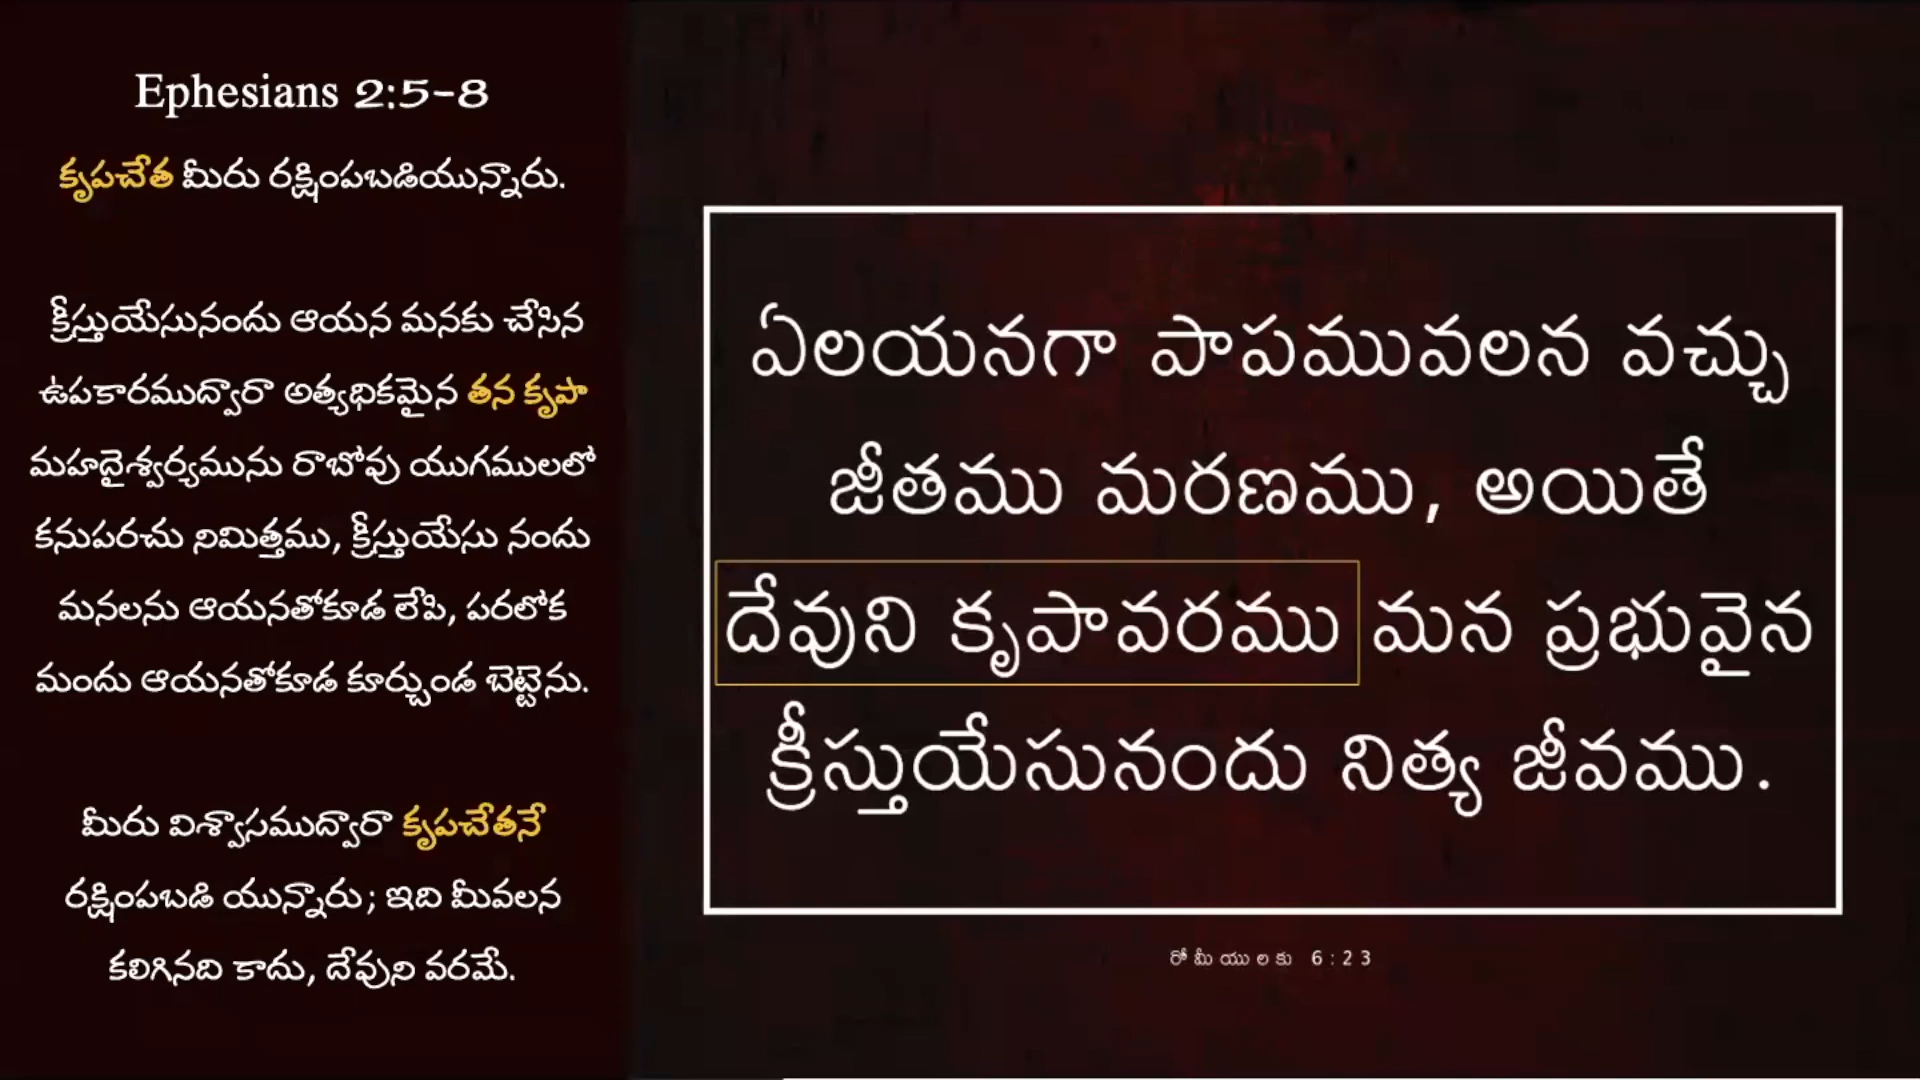 Ephesians 2:5-8
కృపచేత మీరు రక్షింపబడియున్నారు.
క్రీస్తుయేసునందు ఆయన మనకు చేసిన
ఉపకారముద్వారా అత్యధికమైన తన కృపా
మహదైశ్వర్యమును రాబోవు యుగములలో
కనుపరచు నిమిత్తము, క్రీస్తుయేసు నందు
మనలను ఆయనతోకూడ లేపి, పరలోక
మందు ఆయనతోకూడ కూర్చుండ బెట్టెను.
మీరు విశ్వాసముద్వారా కృపచేతనే
రక్షింపబడి యున్నారు; ఇది మీవలన
కలిగినది కాదు, దేవుని వరమే.
ఏలయనగా పాపమువలన వచ్చు
జీతము మరణము, అయితే
దేవుని కృపావరము మన ప్రభువైన
క్రీస్తుయేసునందు నిత్య జీవము.
రోమీయులకు 6:23